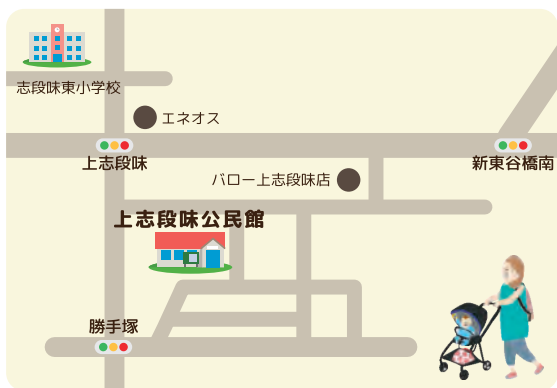 志段味東小学校
エネオス
上志段味
新東谷橋南
バロー上志段味店
上志段味公民館
勝手塚